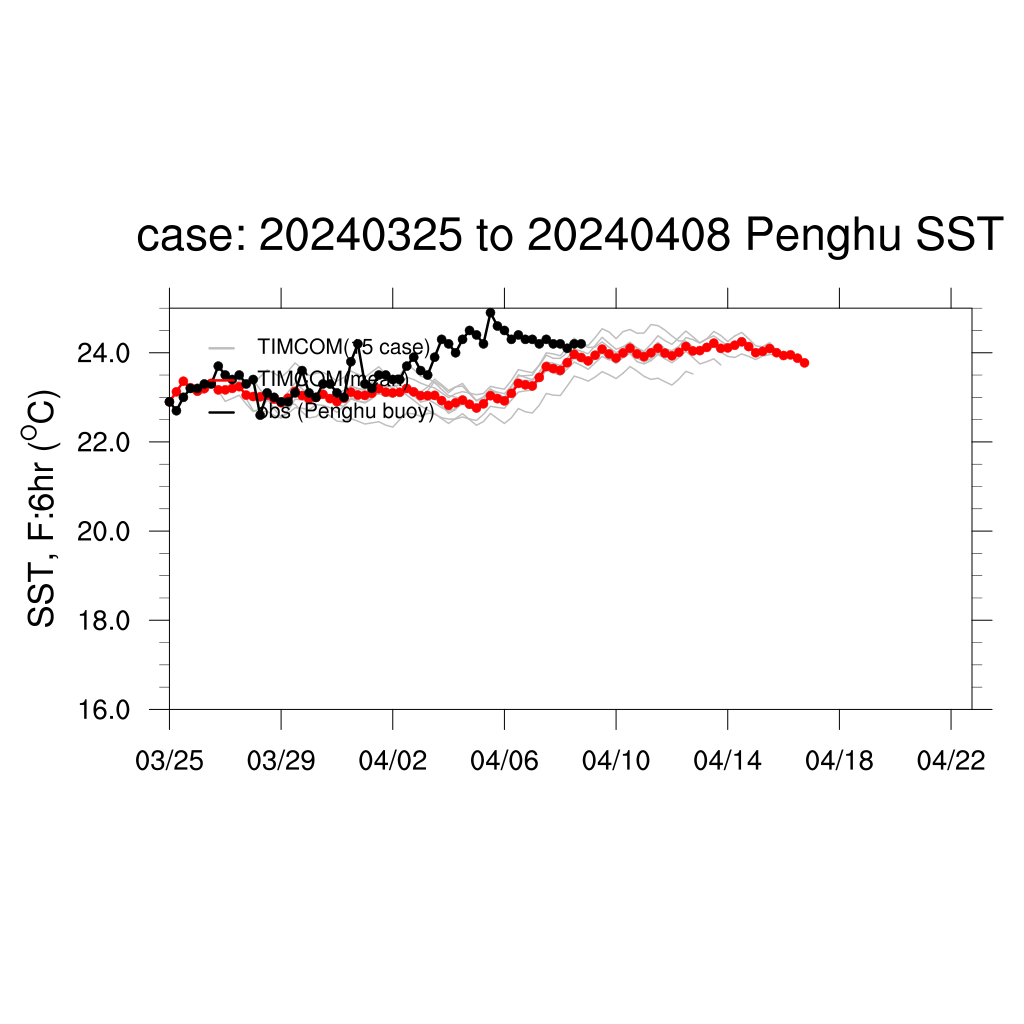 case: 20240325 to 20240408 Penghu SST
TIMCOM(15 case)
TIMCOM(mean)
obs (Penghu buoy)
SST, F:6hr (°C)
24.0
22.0
20.0
18.0
16.0
03/25 03/29 04/02 04/06 04/10 04/14 04/18 04/22